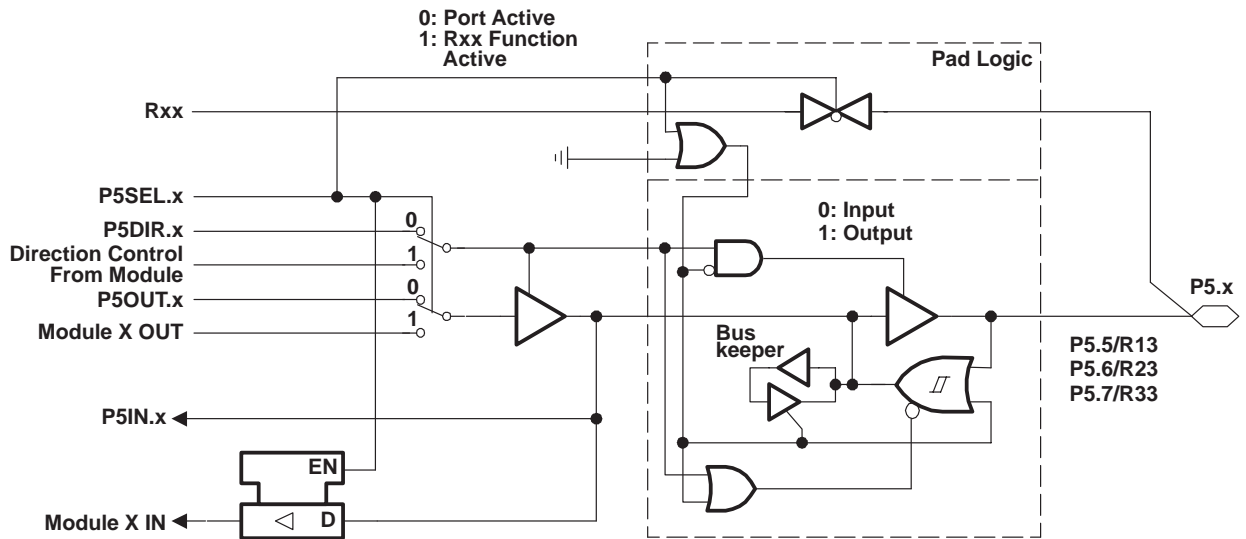 0: Port Active
1: Rxx Function
Active
Pad Logic
Rxx
P5SEL.x
P5DIR.x
0
Direction Control
From Module
1
P5OUT.x
0
Module X OUT
1
0: Input
1: Output
P5.x
Bus
keeper
P5.5/R13
P5.6/R23
P5.7/R33
P5IN.x
EN
Module X IN
D